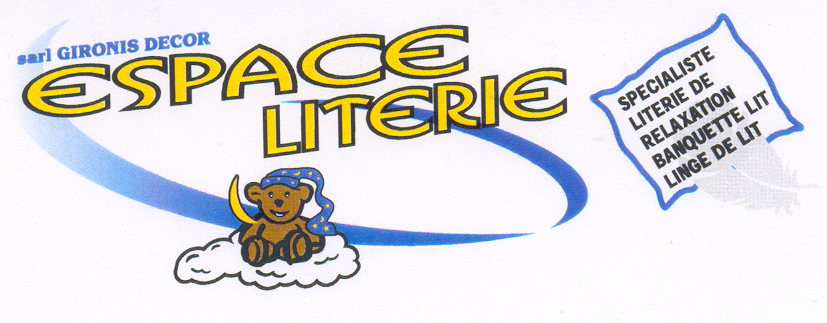 sarl GIRONIS DECOR
ESPACE
LITERIE
SPECIALISTE
LITERIE DE
RELAXATION
BANQUETTE LIT
LINGE DE LIT